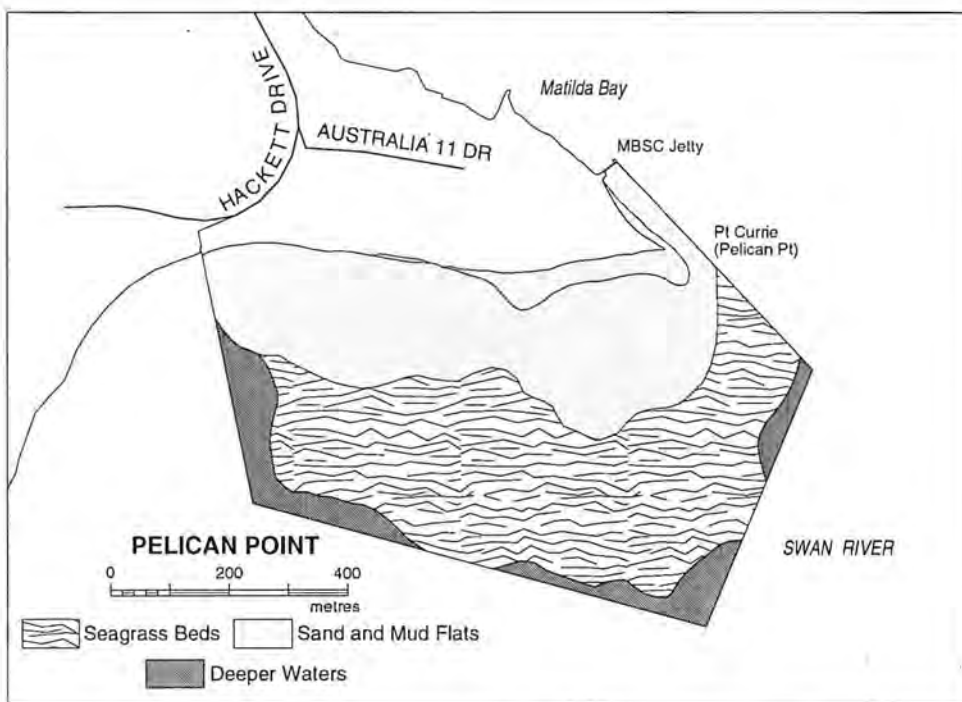 Matilda Bay
MBSC Jetty
HACKETT DRIVE
AUSTRALIA 11 DR
Pt Currie
(Pelican Pt)
SWAN RIVER
PELICAN POINT
0 200 400
metres
Seagrass Beds
Sand and Mud Flats
Deeper Waters